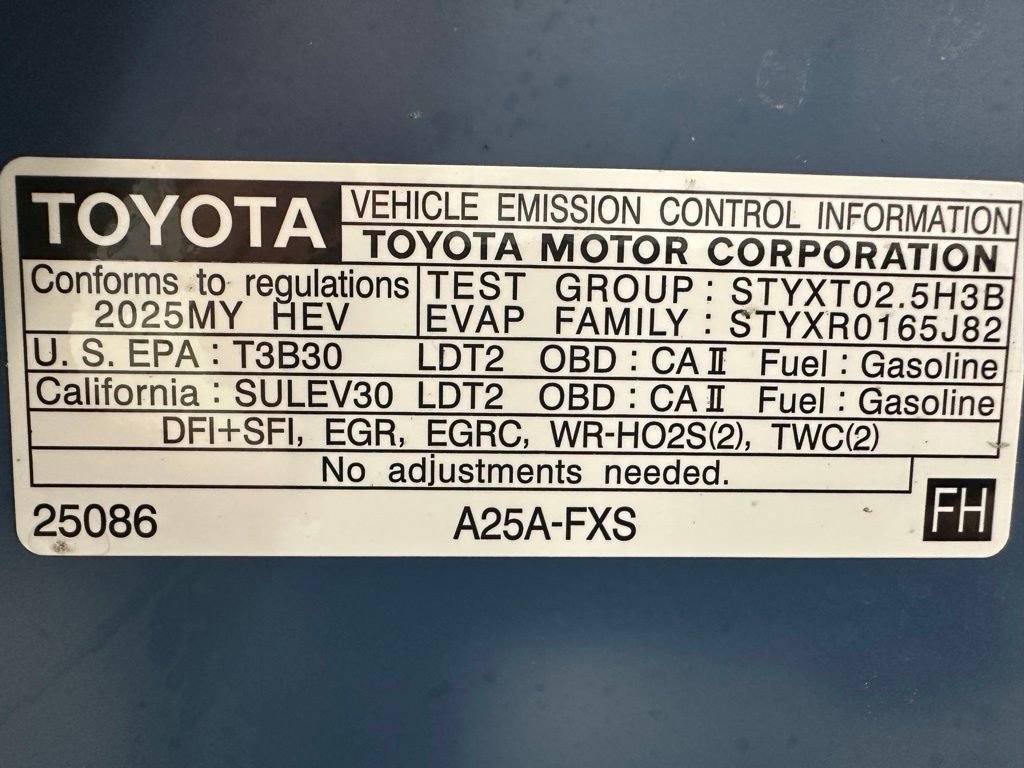 TOYOTA
VEHICLE EMISSION CONTROL INFORMATION
TOYOTA MOTOR CORPORATION
Conforms to regulations
2025MY HEV
TEST GROUP : STYXT02.5H3B
EVAP FAMILY : STYXR0165J82
U. S. EPA : T3B30 LDT2 OBD : CA II Fuel : Gasoline
California : SULEV30 LDT2 OBD : CA II Fuel : Gasoline
DFI+SFI, EGR, EGRC, WR-HO2S(2), TWC(2)
No adjustments needed.
25086 A25A-FXS FH